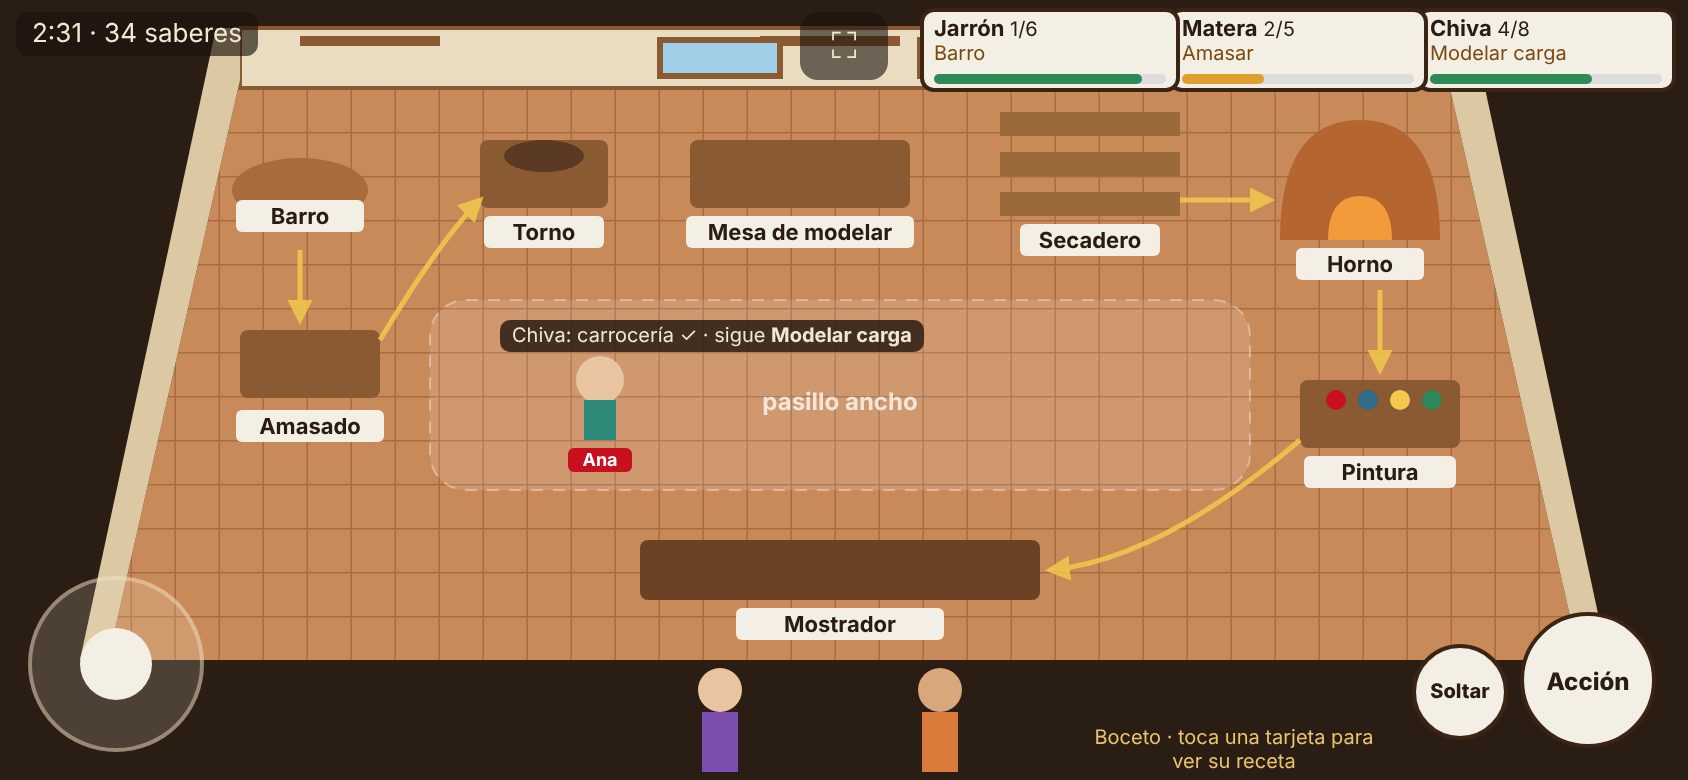 2:31 · 34 saberes
Jarrón 1/6
Barro
Matera 2/5
Amasar
Chiva 4/8
Modelar carga
Barro
Torno
Mesa de modelar
Secadero
Horno
Chiva: carrocería ✓ · sigue Modelar carga
pasillo ancho
Amasado
Ana
Pintura
Mostrador
Soltar
Acción
Boceto · toca una tarjeta para
ver su receta